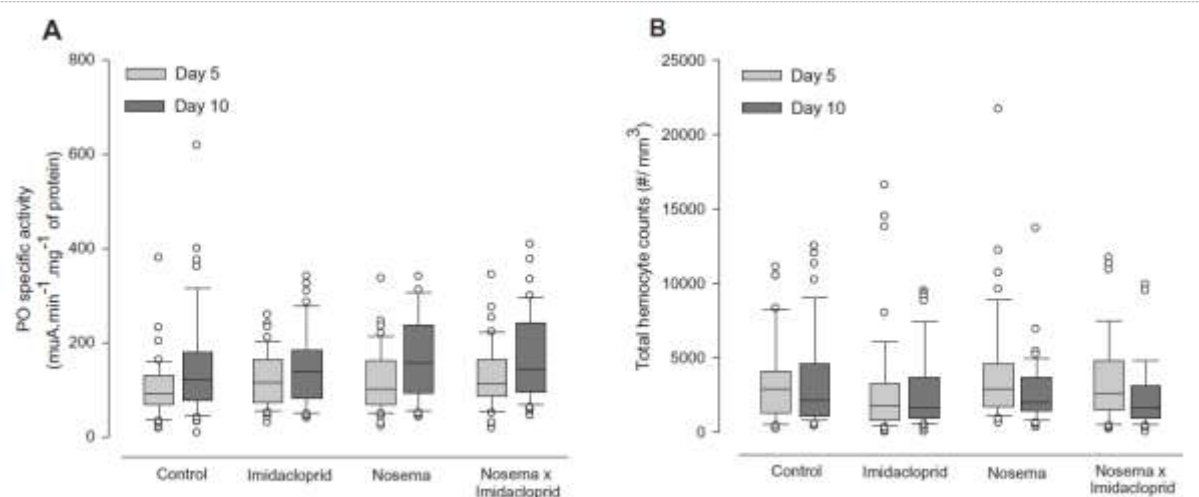 A
800
600
400
200
0
PO specific activity
(muA.min⁻¹.mg⁻¹ of protein)
Day 5
Day 10
Control
Imidacloprid
Nosema
Nosema x
Imidacloprid
B
25000
20000
15000
10000
5000
0
Total hemocyte counts (#/ mm³)
Day 5
Day 10
Control
Imidacloprid
Nosema
Nosema x
Imidacloprid